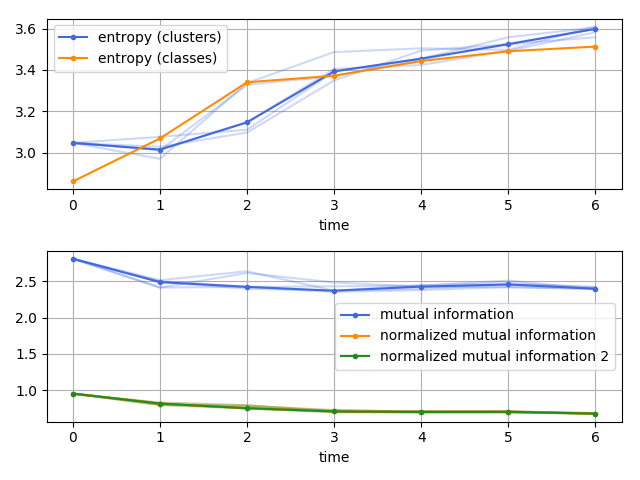 3.6
3.4
3.2
3.0
entropy (clusters)
entropy (classes)
0 1 2 3 4 5 6
time
2.5
2.0
1.5
1.0
mutual information
normalized mutual information
normalized mutual information 2
0 1 2 3 4 5 6
time